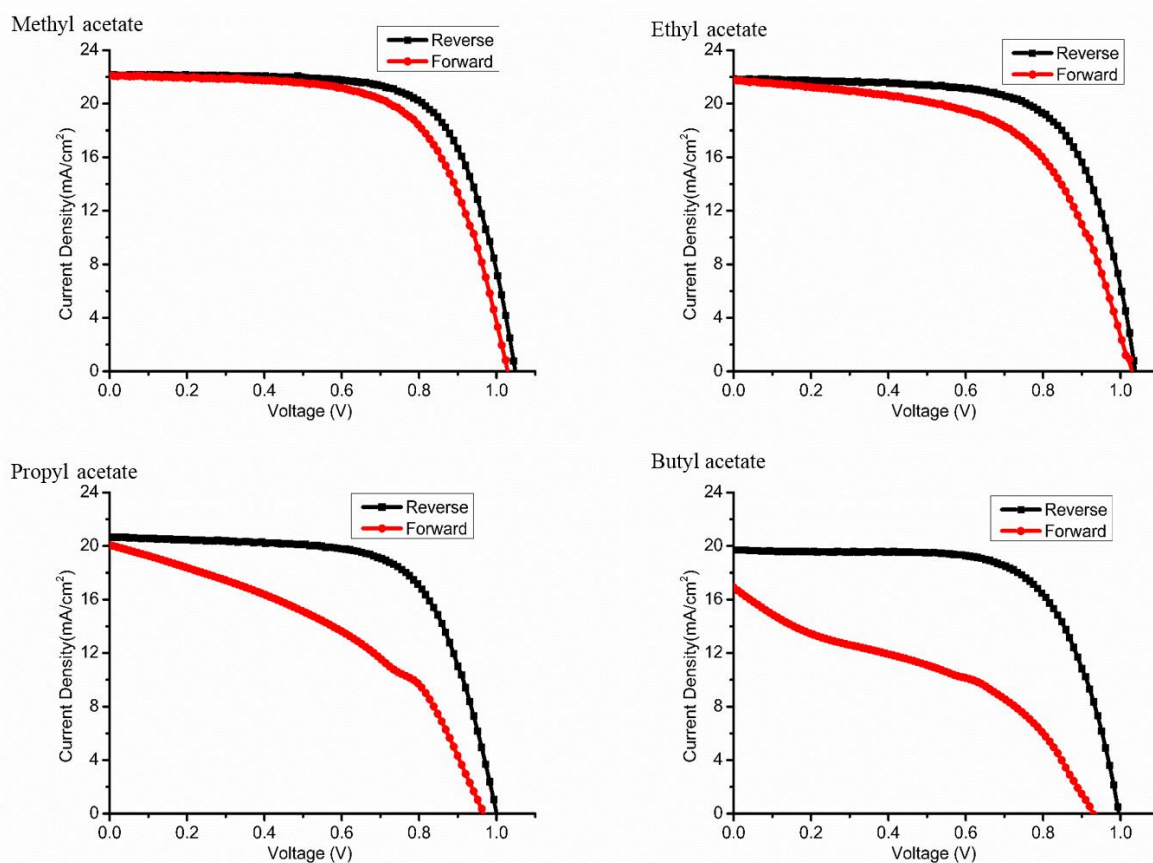 Methyl acetate
Reverse
Forward
24
20
16
12
8
4
0
Current Density(mA/cm²)
0.0 0.2 0.4 0.6 0.8 1.0
Voltage (V)
Ethyl acetate
Reverse
Forward
24
20
16
12
8
4
0
Current Density(mA/cm²)
0.0 0.2 0.4 0.6 0.8 1.0
Voltage (V)
Propyl acetate
Reverse
Forward
24
20
16
12
8
4
0
Current Density(mA/cm²)
0.0 0.2 0.4 0.6 0.8 1.0
Voltage (V)
Butyl acetate
Reverse
Forward
24
20
16
12
8
4
0
Current Density(mA/cm²)
0.0 0.2 0.4 0.6 0.8 1.0
Voltage (V)